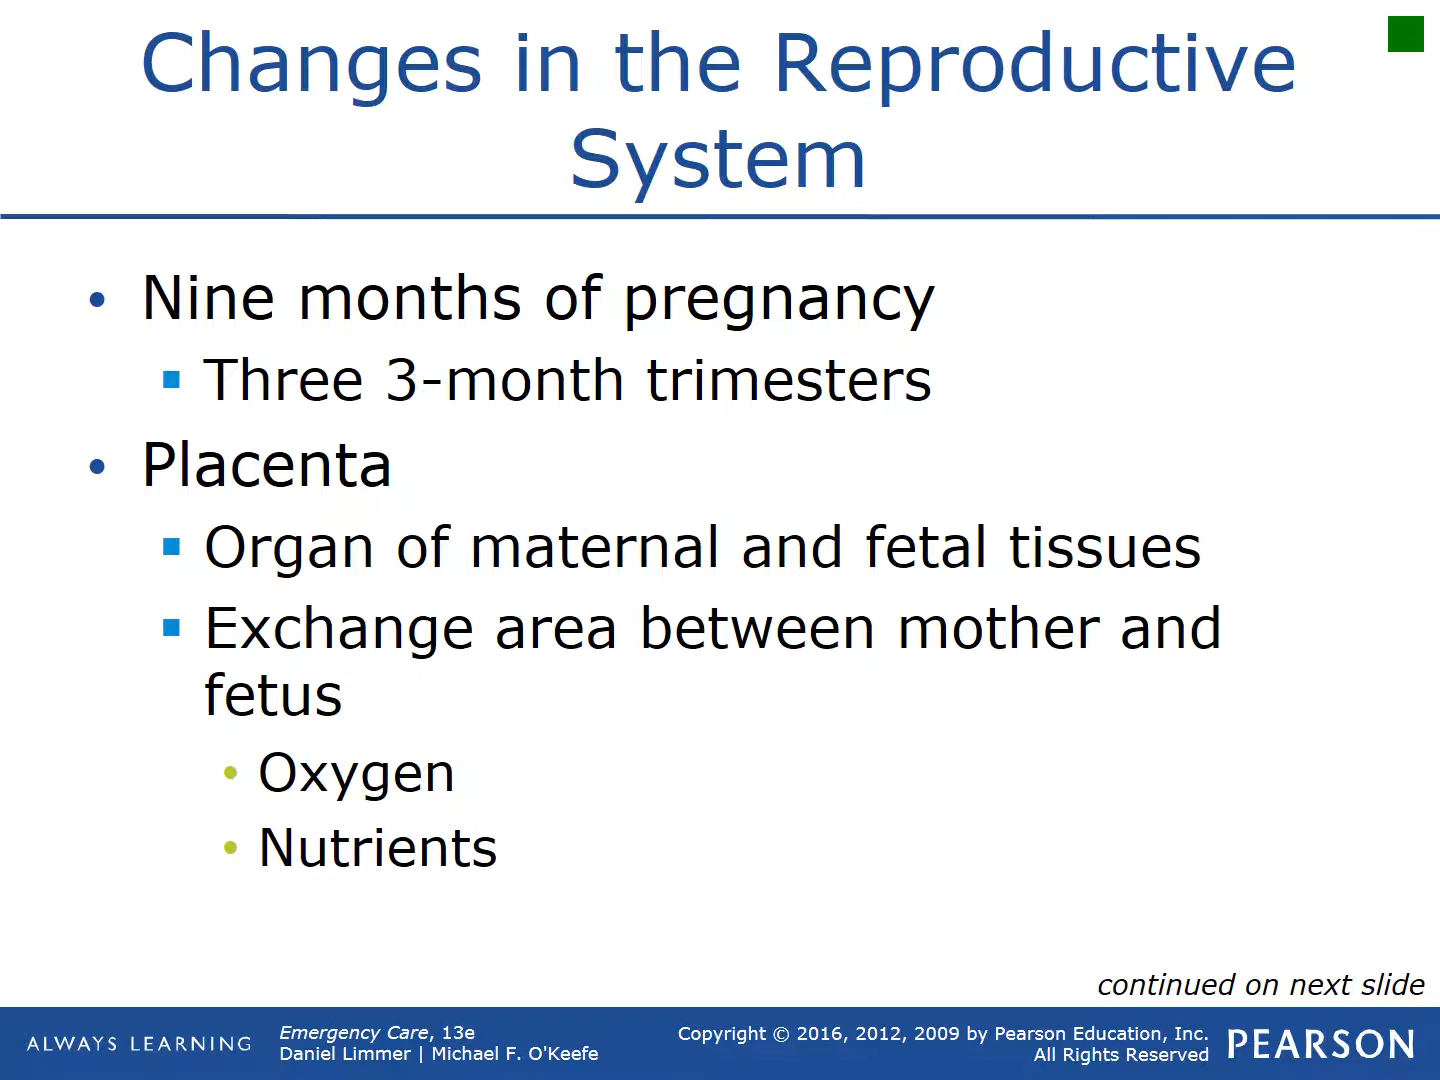 Changes in the Reproductive
System
• Nine months of pregnancy
▪ Three 3-month trimesters
• Placenta
▪ Organ of maternal and fetal tissues
▪ Exchange area between mother and
fetus
• Oxygen
• Nutrients
continued on next slide
ALWAYS LEARNING
Emergency Care, 13e
Daniel Limmer | Michael F. O'Keefe
Copyright © 2016, 2012, 2009 by Pearson Education, Inc.
All Rights Reserved
PEARSON